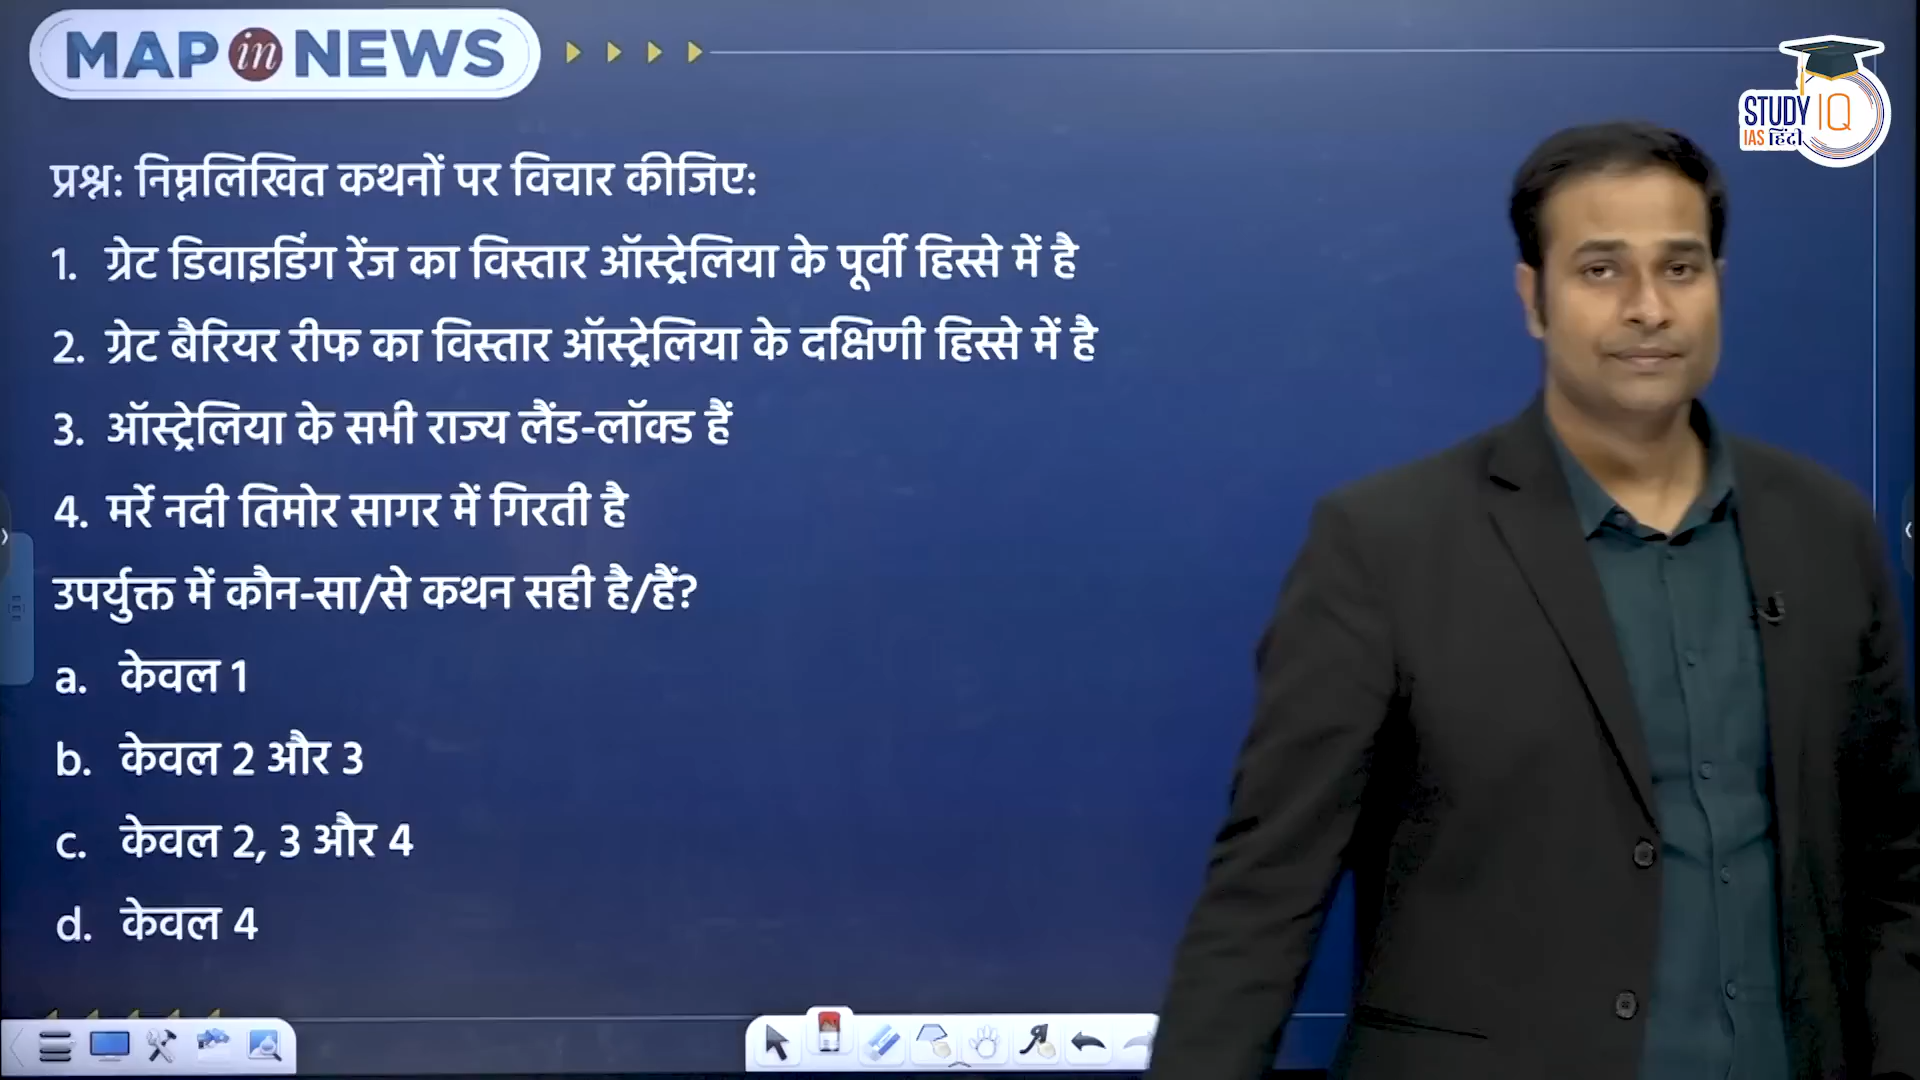 MAP in NEWS
STUDY IQ
IAS हिंदी
प्रश्न: निम्नलिखित कथनों पर विचार कीजिए:
1. ग्रेट डिवाइडिंग रेंज का विस्तार ऑस्ट्रेलिया के पूर्वी हिस्से में है
2. ग्रेट बैरियर रीफ का विस्तार ऑस्ट्रेलिया के दक्षिणी हिस्से में है
3. ऑस्ट्रेलिया के सभी राज्य लैंड-लॉक्ड हैं
4. मर्रे नदी तिमोर सागर में गिरती है
उपर्युक्त में कौन-सा/से कथन सही है/हैं?
a. केवल 1
b. केवल 2 और 3
c. केवल 2, 3 और 4
d. केवल 4